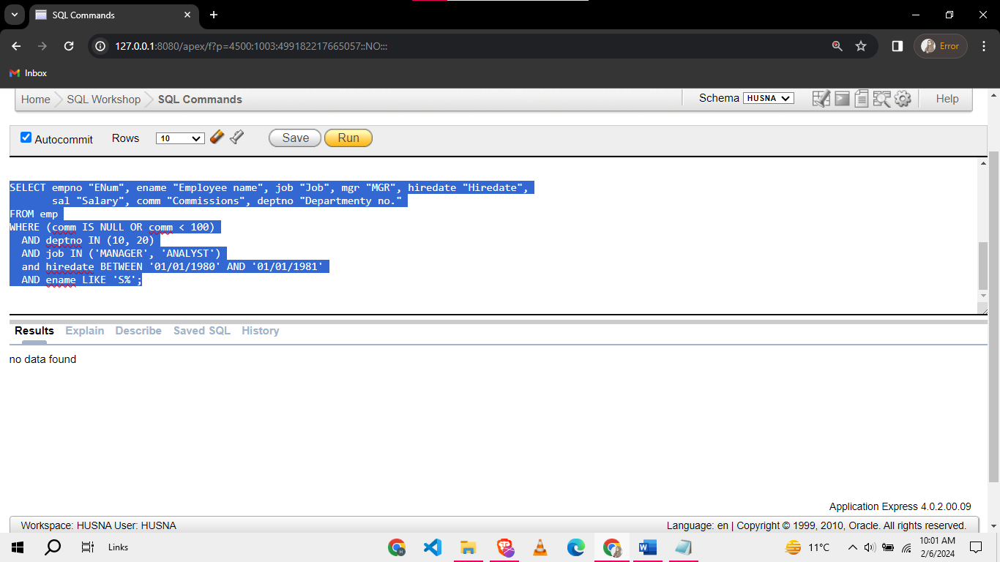 SQL Commands
127.0.0.1:8080/apex/f?p=4500:1003:499182217665057::NO:::
Error
Inbox
Home SQL Workshop SQL Commands
Schema HUSNA Help
Autocommit Rows 10 Save Run
SELECT empno "ENum", ename "Employee name", job "Job", mgr "MGR", hiredate "Hiredate",
sal "Salary", comm "Commissions", deptno "Departmenty no."
FROM emp
WHERE (comm IS NULL OR comm < 100)
AND deptno IN (10, 20)
AND job IN ('MANAGER', 'ANALYST')
and hiredate BETWEEN '01/01/1980' AND '01/01/1981'
AND ename LIKE 'S%';
Results Explain Describe Saved SQL History
no data found
Application Express 4.0.2.00.09
Workspace: HUSNA User: HUSNA
Language: en | Copyright © 1999, 2010, Oracle. All rights reserved.
Links
11°C
10:01 AM
2/6/2024